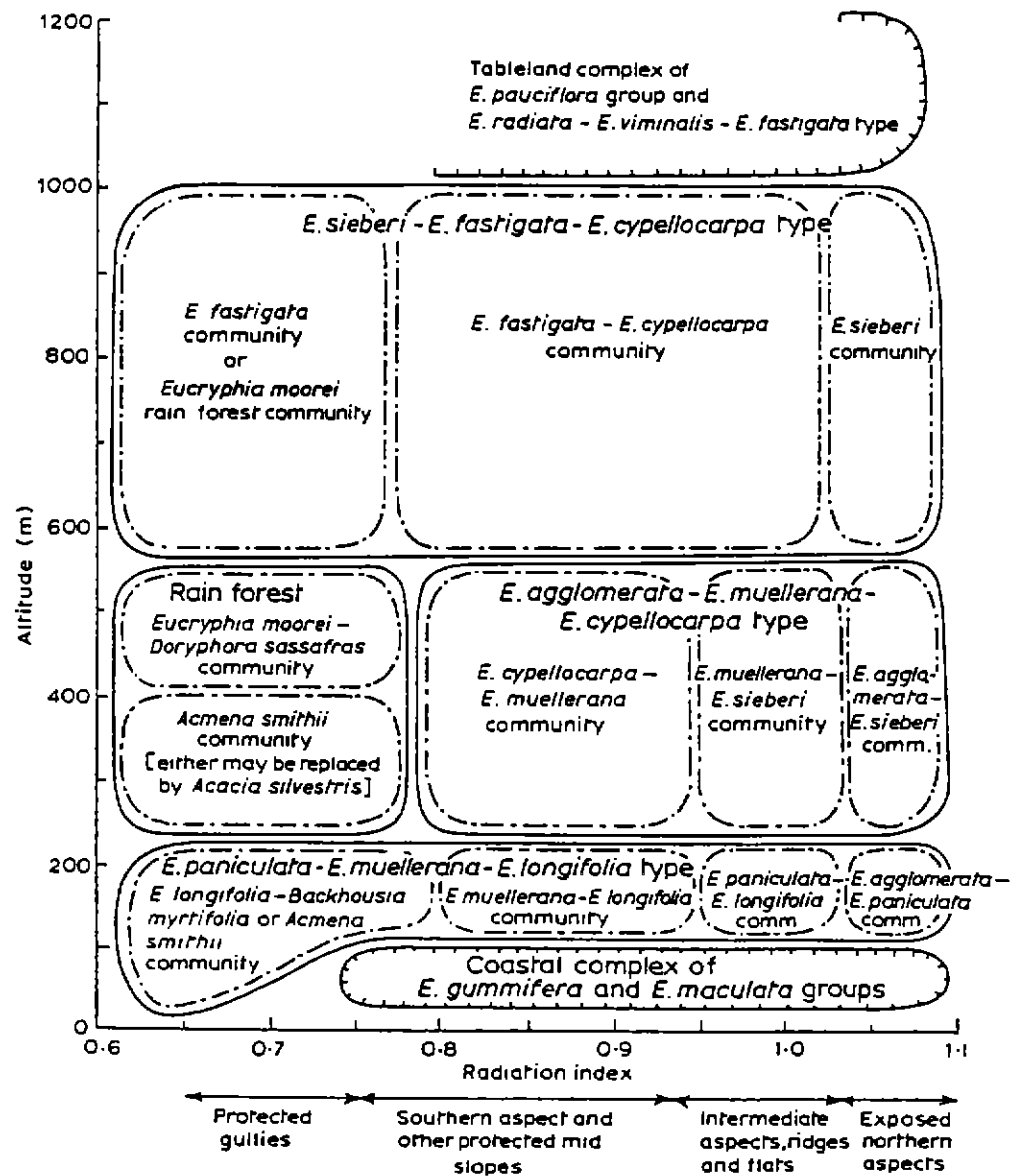 1200
Tableland complex of
E. pauciflora group and
E. radiata - E. viminalis - E. fastigata type
1000
E. sieberi - E. fastigata - E. cypellocarpa type
E fastigata
community
or
Eucryphia moorei
rain forest community
E. fastigata - E. cypellocarpa
community
E. sieberi
community
800
600
Altitude (m)
Rain forest
Eucryphia moorei -
Doryphora sassafras
community
Acmena smithii
community
[either may be replaced
by Acacia silvestris]
E. agglomerata - E. muellerana -
E. cypellocarpa type
E. cypellocarpa -
E. muellerana
community
E. muellerana -
E. sieberi
community
E. agglo-
merata-
E. sieberi
comm.
400
200
E. paniculata - E. muellerana - E. longifolia type
E longifolia - Backhousia
myrtifolia or Acmena
smithii
community
E muellerana - E longifolia
community
E paniculata -
E. longifolia
comm
E. agglomerata -
E. paniculata
comm
Coastal complex of
E. gummifera and E. maculata groups
0
0.6
0.7
0.8
0.9
1.0
1.1
Radiation index
Protected
gullies
Southern aspect and
other protected mid
slopes
Intermediate
aspects, ridges
and flats
Exposed
northern
aspects